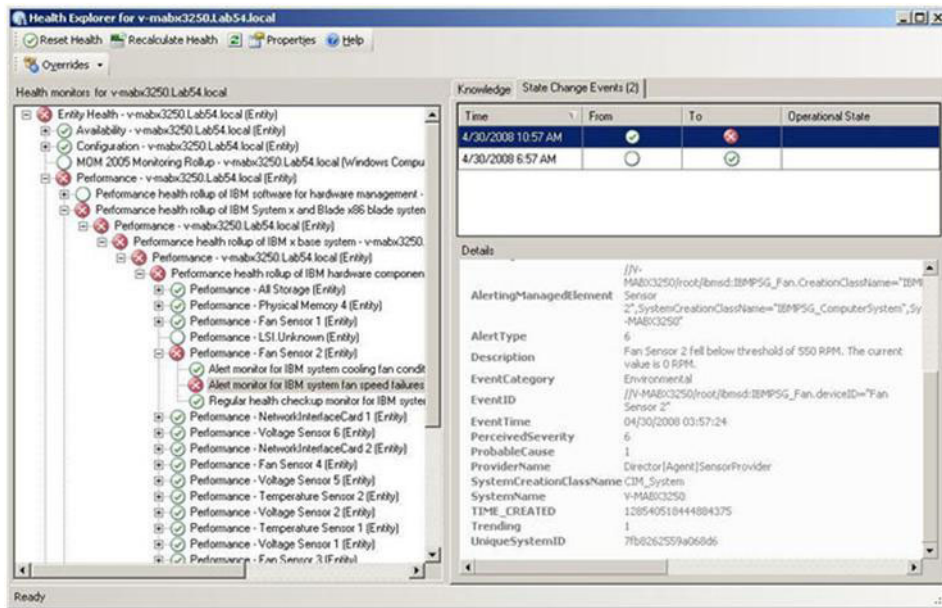 Health Explorer for v-mabx3250.Lab54.local
Reset Health Recalculate Health Properties Help
Overrides
Health monitors for v-mabx3250.Lab54.local
Entity Health - v-mabx3250.Lab54.local (Entity)
Availability - v-mabx3250.Lab54.local (Entity)
Configuration - v-mabx3250.Lab54.local (Entity)
MOM 2005 Monitoring Rollup - v-mabx3250.Lab54.local (Windows Compu
Performance - v-mabx3250.Lab54.local (Entity)
Performance health rollup of IBM software for hardware management -
Performance health rollup of IBM System x and Blade x86 blade system
Performance - v-mabx3250.Lab54.local (Entity)
Performance health rollup of IBM x base system - v-mabx3250.
Performance - v-mabx3250.Lab54.local (Entity)
Performance health rollup of IBM hardware componen
Performance - All Storage (Entity)
Performance - Physical Memory 4 (Entity)
Performance - Fan Sensor 1 (Entity)
Performance - LSI.Unknown (Entity)
Performance - Fan Sensor 2 (Entity)
Alert monitor for IBM system cooling fan condit
Alert monitor for IBM system fan speed failures
Regular health checkup monitor for IBM syste
Performance - NetworkInterfaceCard 1 (Entity)
Performance - Voltage Sensor 6 (Entity)
Performance - NetworkInterfaceCard 2 (Entity)
Performance - Fan Sensor 4 (Entity)
Performance - Voltage Sensor 5 (Entity)
Performance - Temperature Sensor 2 (Entity)
Performance - Voltage Sensor 2 (Entity)
Performance - Temperature Sensor 1 (Entity)
Performance - Voltage Sensor 1 (Entity)
Performance - Fan Sensor 3 (Entity)
Knowledge State Change Events (2)
Time From To Operational State
4/30/2008 10:57 AM
4/30/2008 6:57 AM
Details
//V-
MABX3250/root/ibmsd:IBMPSG_Fan.CreationClassName="IBM
AlertingManagedElement Sensor
2",SystemCreationClassName="IBMPSG_ComputerSystem",Sy
-MABX3250"
AlertType 6
Description Fan Sensor 2 fell below threshold of 550 RPM. The current
value is 0 RPM.
EventCategory Environmental
EventID //V-MABX3250/root/ibmsd:IBMPSG_Fan.deviceID="Fan
Sensor 2"
EventTime 04/30/2008 03:57:24
PerceivedSeverity 6
ProbableCause 1
ProviderName Director|Agent|SensorProvider
SystemCreationClassName CIM_System
SystemName V-MABX3250
TIME_CREATED 128540518444884375
Trending 1
UniqueSystemID 7fb8262559a068d6
Ready